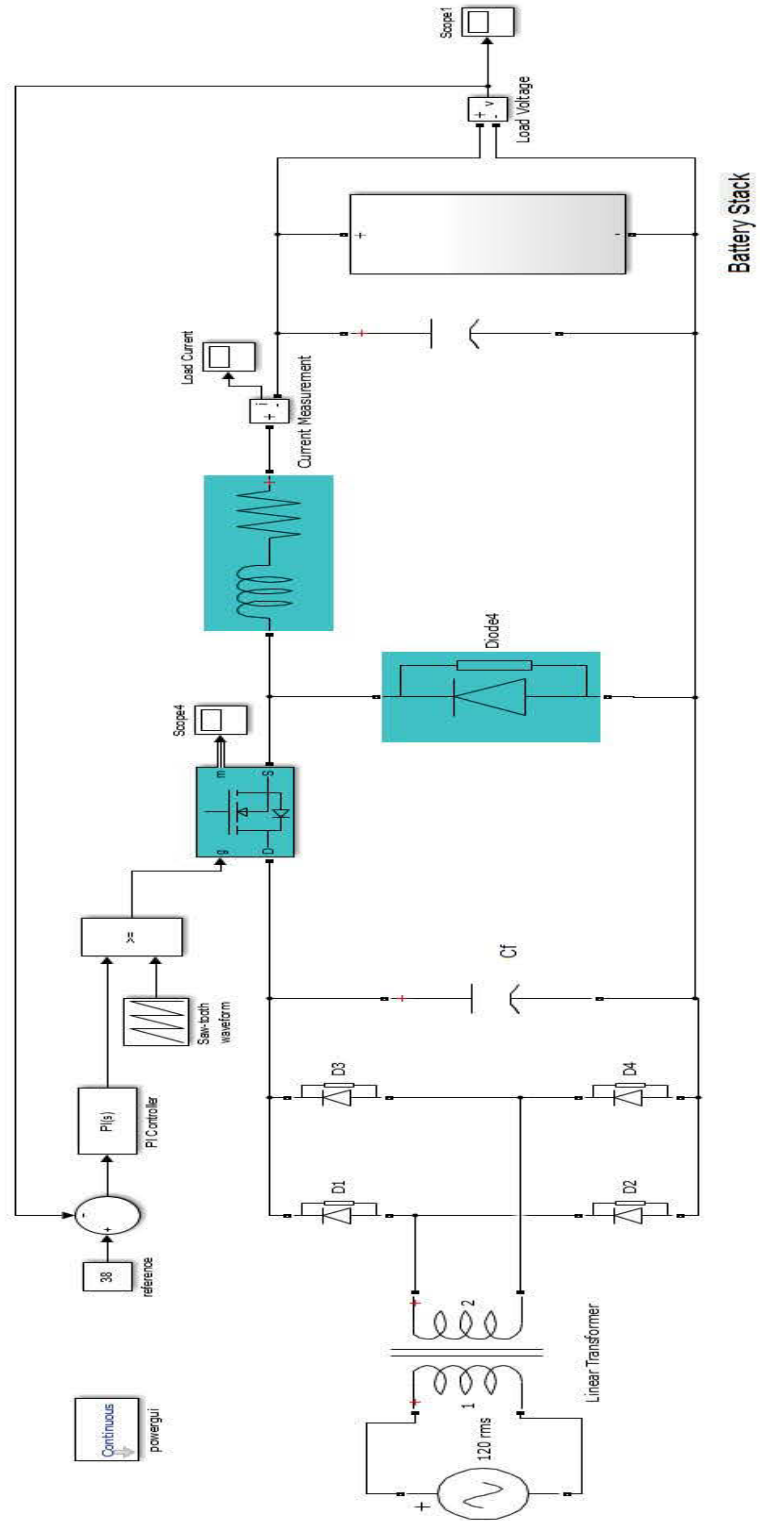 Continuous
powergui
38
reference
+
-
PI(s)
PI Controller
Saw-tooth
waveform
>=
g
m
D
S
Scope4
+
i
-
Load Current
Current Measurement
+
+
v
-
Load Voltage
Scope1
+
120 rms
+
1
+
2
Linear Transformer
D1
D3
D2
D4
+
Cf
Diode4
+
+
-
Battery Stack